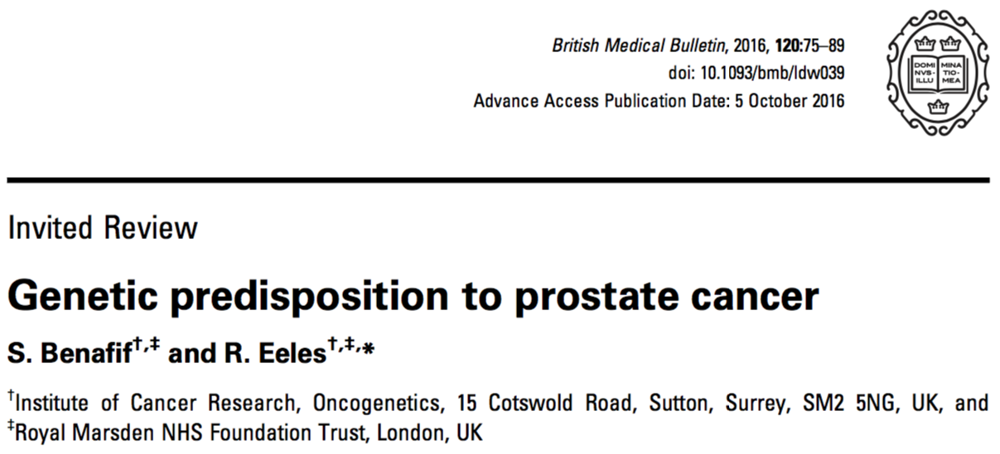 British Medical Bulletin, 2016, 120:75–89
doi: 10.1093/bmb/ldw039
Advance Access Publication Date: 5 October 2016
DOMI MINA
NVS- TIO-
ILLU MEA
Invited Review
Genetic predisposition to prostate cancer
S. Benafif†,‡ and R. Eeles†,‡,*
†Institute of Cancer Research, Oncogenetics, 15 Cotswold Road, Sutton, Surrey, SM2 5NG, UK, and
‡Royal Marsden NHS Foundation Trust, London, UK